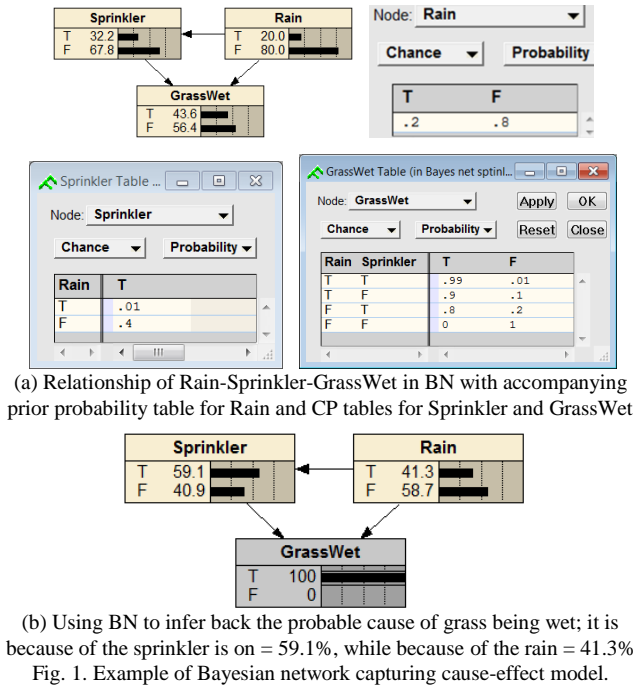 Sprinkler
T 32.2
F 67.8
Rain
T 20.0
F 80.0
GrassWet
T 43.6
F 56.4
Node: Rain
Chance Probability
T F
.2 .8
Sprinkler Table ...
Node: Sprinkler
Chance Probability
Rain T
T .01
F .4
GrassWet Table (in Bayes net sptinl...
Node: GrassWet Apply OK
Chance Probability Reset Close
Rain Sprinkler T F
T T .99 .01
T F .9 .1
F T .8 .2
F F 0 1
(a) Relationship of Rain-Sprinkler-GrassWet in BN with accompanying
prior probability table for Rain and CP tables for Sprinkler and GrassWet
Sprinkler
T 59.1
F 40.9
Rain
T 41.3
F 58.7
GrassWet
T 100
F 0
(b) Using BN to infer back the probable cause of grass being wet; it is
because of the sprinkler is on = 59.1%, while because of the rain = 41.3%
Fig. 1. Example of Bayesian network capturing cause-effect model.